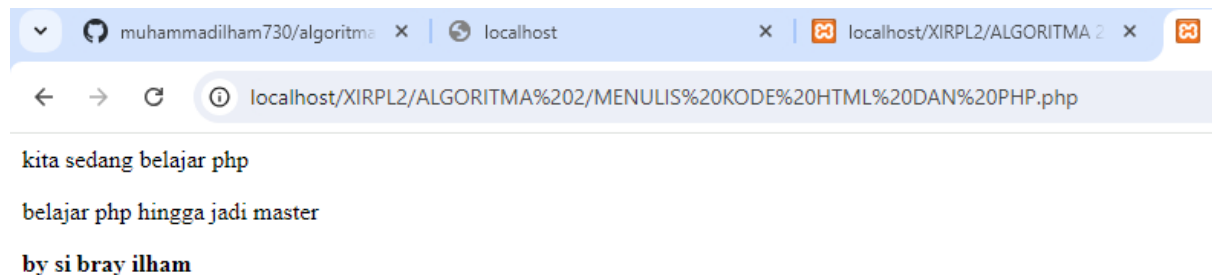 muhammadilham730/algoritma
localhost
localhost/XIRPL2/ALGORITMA 2
localhost/XIRPL2/ALGORITMA%202/MENULIS%20KODE%20HTML%20DAN%20PHP.php
kita sedang belajar php
belajar php hingga jadi master
by si bray ilham